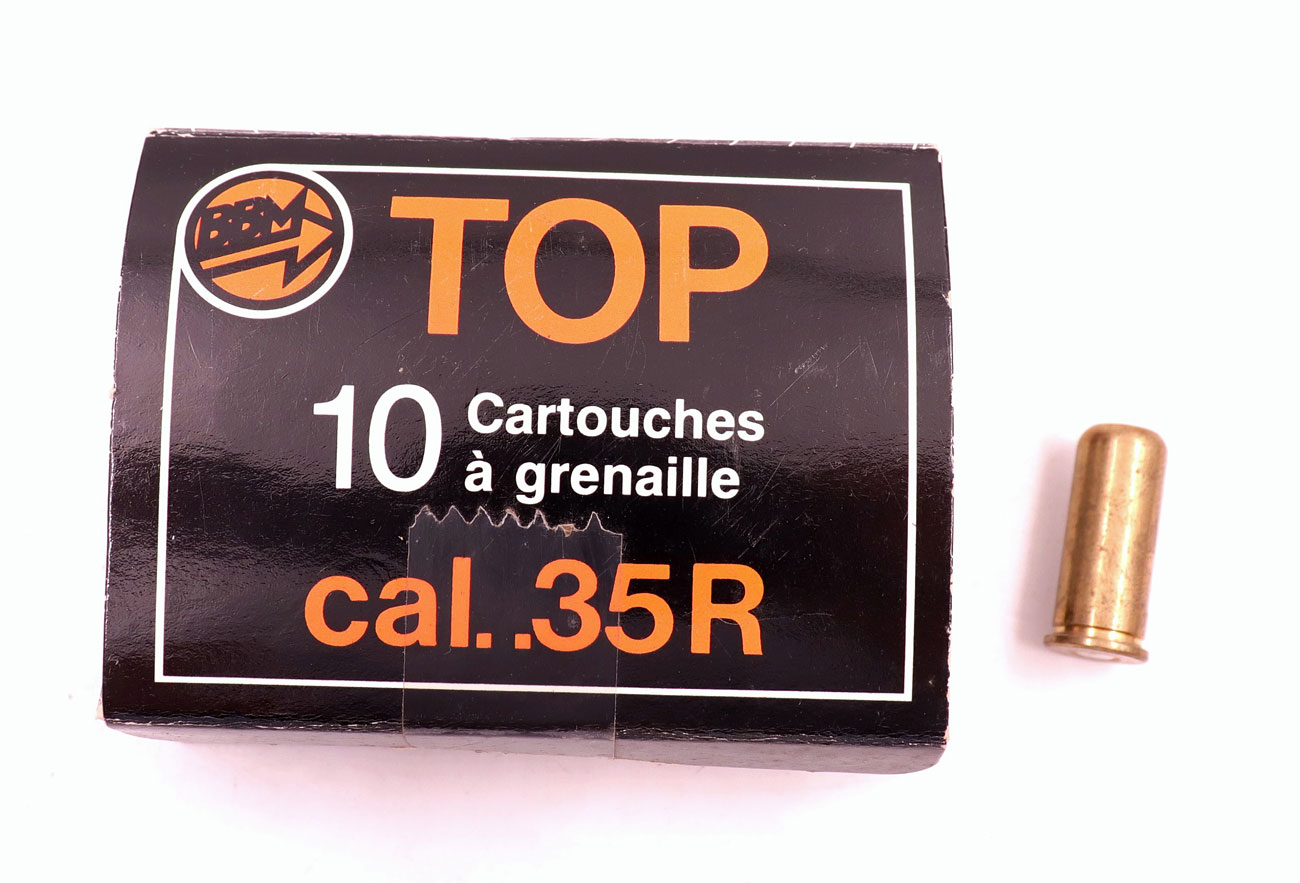 BBM
TOP
10 Cartouches
à grenaille
cal. .35R